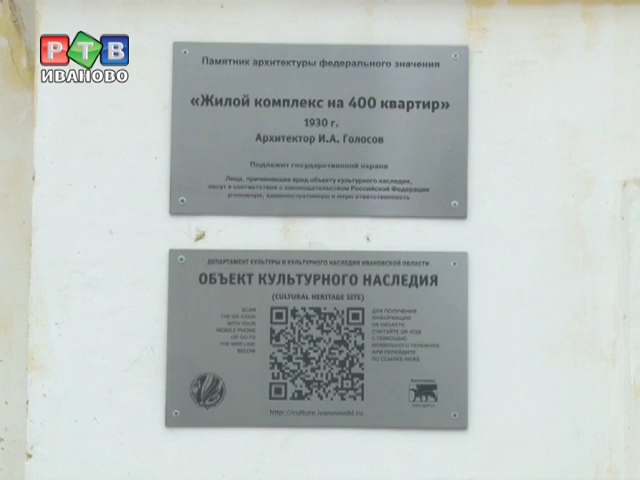 РТВ
ИВАНОВО
Памятник архитектуры федерального значения
«Жилой комплекс на 400 квартир»
1930 г.
Архитектор И.А. Голосов
Подлежит государственной охране
Лица, причинившие вред объекту культурного наследия,
несут в соответствии с законодательством Российской Федерации
уголовную, административную и иную ответственность
ДЕПАРТАМЕНТ КУЛЬТУРЫ И КУЛЬТУРНОГО НАСЛЕДИЯ ИВАНОВСКОЙ ОБЛАСТИ
ОБЪЕКТ КУЛЬТУРНОГО НАСЛЕДИЯ
(CULTURAL HERITAGE SITE)
SCAN
THE QR-CODE
WITH YOUR
MOBILE PHONE
OR GO TO
THE WEB LINK
BELOW
ДЛЯ ПОЛУЧЕНИЯ
ИНФОРМАЦИИ
ОБ ОБЪЕКТЕ
СЧИТАЙТЕ QR-КОД
С ПОМОЩЬЮ
МОБИЛЬНОГО ТЕЛЕФОНА
ИЛИ ПЕРЕЙДИТЕ
ПО ССЫЛКЕ НИЖЕ
http://culture.ivanovoobl.ru